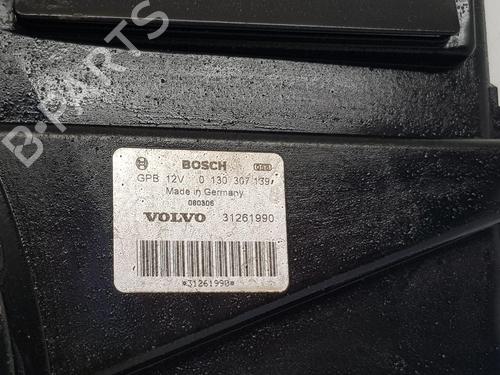 B-PARTS
BOSCH
GPB 12V 0 130 307 139
Made in Germany
080306
VOLVO 31261990
*31261990*